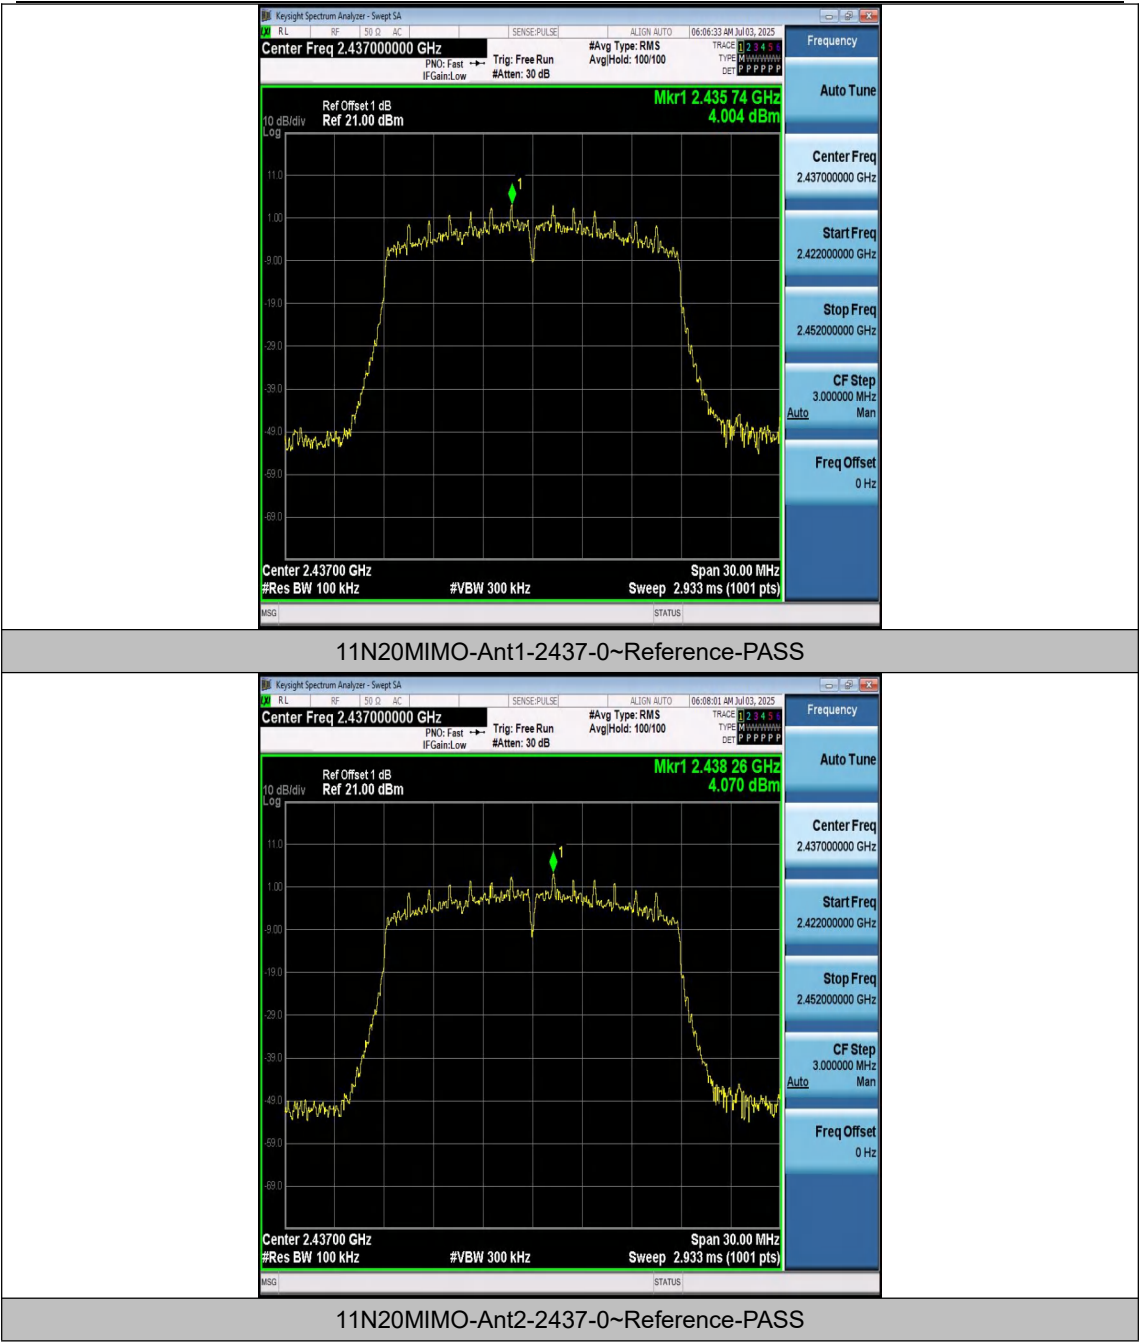 Keysight Spectrum Analyzer - Swept SA
RL RF 50 Ω AC SENSE:PULSE ALIGN AUTO 06:06:33 AM Jul 03, 2025
Center Freq 2.437000000 GHz #Avg Type: RMS TRACE 1 2 3 4 5 6
PNO: Fast Trig: Free Run Avg|Hold: 100/100 TYPE M WWWWW
IFGain:Low #Atten: 30 dB DET P P P P P P
Frequency
Auto Tune
Mkr1 2.435 74 GHz
4.004 dBm
Ref Offset 1 dB
10 dB/div Ref 21.00 dBm
Log
11.0
1.00
-9.00
-19.0
-29.0
-39.0
-49.0
-59.0
-69.0
1
Center Freq
2.437000000 GHz
Start Freq
2.422000000 GHz
Stop Freq
2.452000000 GHz
CF Step
3.000000 MHz
Auto Man
Freq Offset
0 Hz
Center 2.43700 GHz Span 30.00 MHz
#Res BW 100 kHz #VBW 300 kHz Sweep 2.933 ms (1001 pts)
MSG STATUS
11N20MIMO-Ant1-2437-0~Reference-PASS
Keysight Spectrum Analyzer - Swept SA
RL RF 50 Ω AC SENSE:PULSE ALIGN AUTO 06:08:01 AM Jul 03, 2025
Center Freq 2.437000000 GHz #Avg Type: RMS TRACE 1 2 3 4 5 6
PNO: Fast Trig: Free Run Avg|Hold: 100/100 TYPE M WWWWW
IFGain:Low #Atten: 30 dB DET P P P P P P
Frequency
Auto Tune
Mkr1 2.438 26 GHz
4.070 dBm
Ref Offset 1 dB
10 dB/div Ref 21.00 dBm
Log
11.0
1.00
-9.00
-19.0
-29.0
-39.0
-49.0
-59.0
-69.0
1
Center Freq
2.437000000 GHz
Start Freq
2.422000000 GHz
Stop Freq
2.452000000 GHz
CF Step
3.000000 MHz
Auto Man
Freq Offset
0 Hz
Center 2.43700 GHz Span 30.00 MHz
#Res BW 100 kHz #VBW 300 kHz Sweep 2.933 ms (1001 pts)
MSG STATUS
11N20MIMO-Ant2-2437-0~Reference-PASS